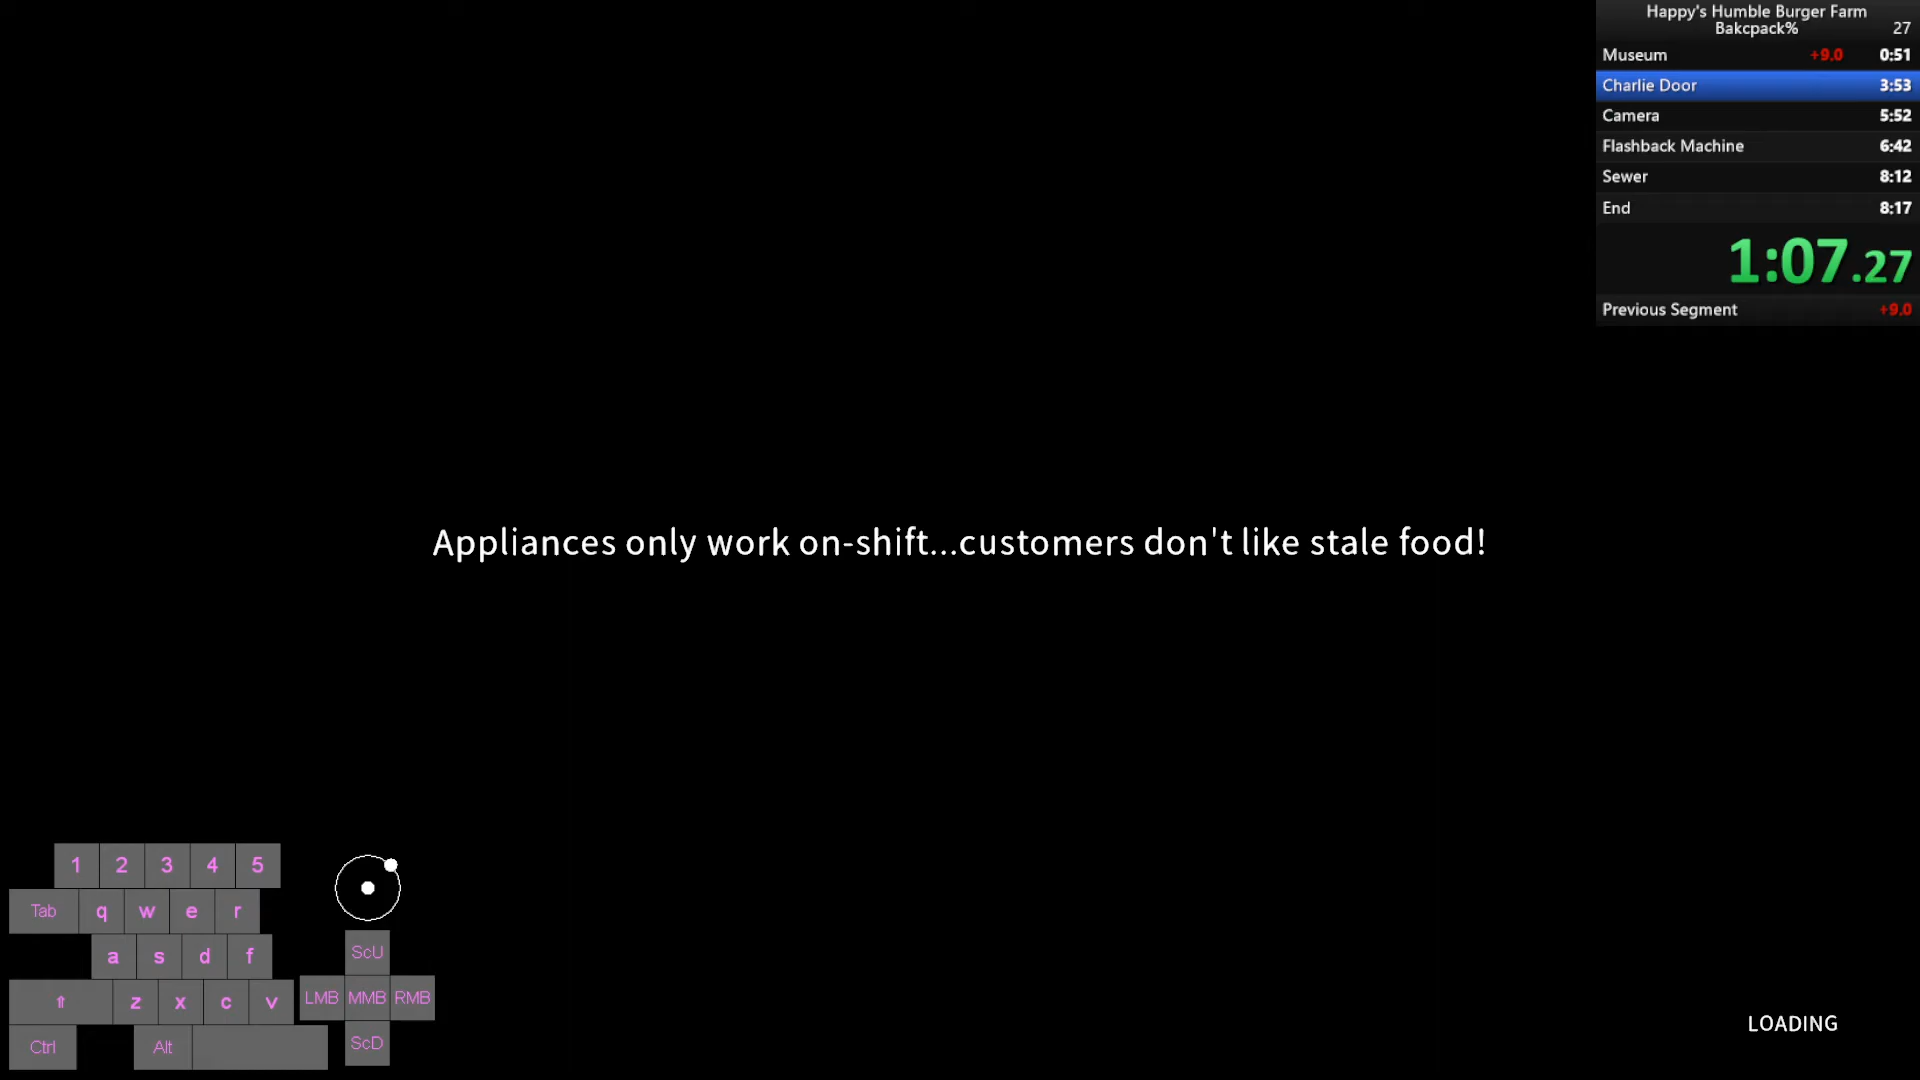 Happy's Humble Burger Farm
Bakcpack% 27
Museum +9.0 0:51
Charlie Door 3:53
Camera 5:52
Flashback Machine 6:42
Sewer 8:12
End 8:17
1:07.27
Previous Segment +9.0
Appliances only work on-shift...customers don't like stale food!
1 2 3 4 5
Tab q w e r
a s d f
⇑ z x c v
Ctrl Alt
ScU
LMB MMB RMB
ScD
LOADING